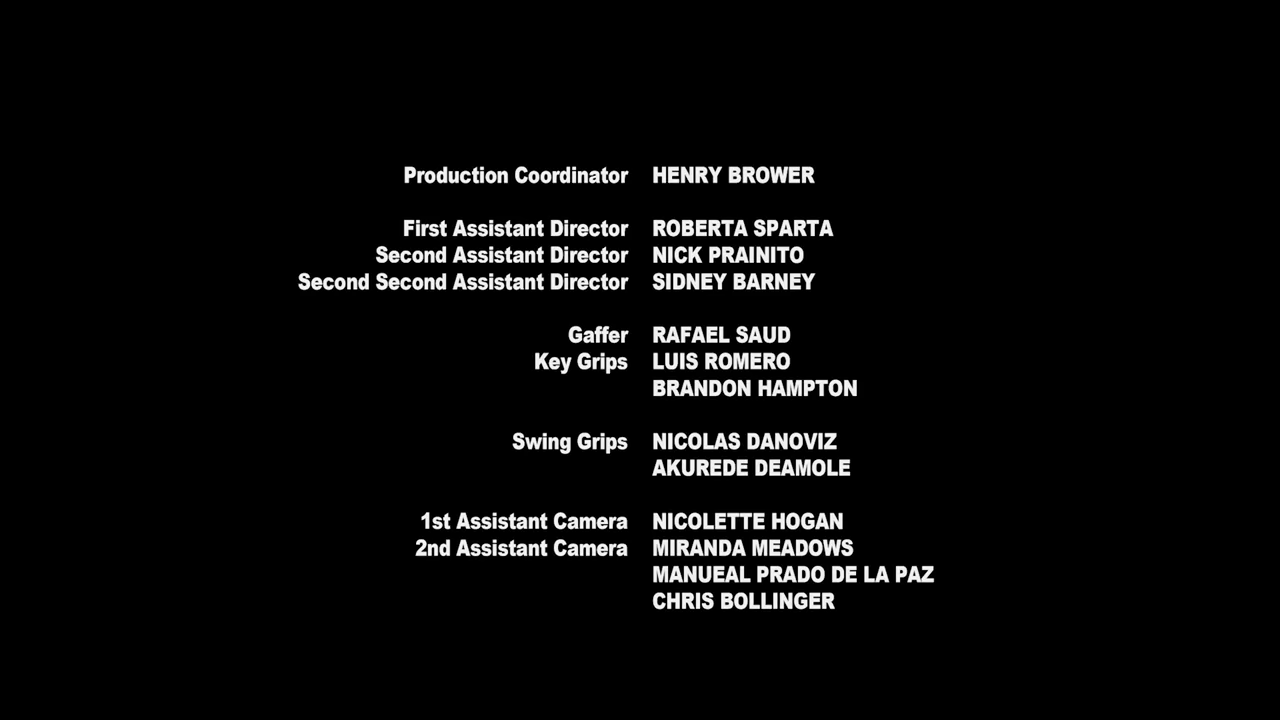 Production Coordinator HENRY BROWER
First Assistant Director ROBERTA SPARTA
Second Assistant Director NICK PRAINITO
Second Second Assistant Director SIDNEY BARNEY
Gaffer RAFAEL SAUD
Key Grips LUIS ROMERO
BRANDON HAMPTON
Swing Grips NICOLAS DANOVIZ
AKUREDE DEAMOLE
1st Assistant Camera NICOLETTE HOGAN
2nd Assistant Camera MIRANDA MEADOWS
MANUEAL PRADO DE LA PAZ
CHRIS BOLLINGER